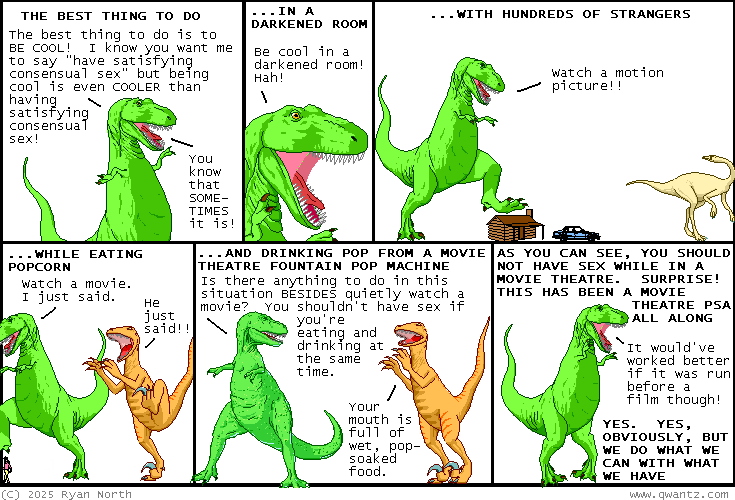 THE BEST THING TO DO
The best thing to do is to
BE COOL!  I know you want me
to say "have satisfying
consensual sex" but being
cool is even COOLER than
having
satisfying
consensual
sex!
You
know
that
SOME-
TIMES
it is!
...IN A
DARKENED ROOM
Be cool in a
darkened room!
Hah!
...WITH HUNDREDS OF STRANGERS
Watch a motion
picture!!
...WHILE EATING
POPCORN
Watch a movie.
I just said.
He
just
said!!
...AND DRINKING POP FROM A MOVIE
THEATRE FOUNTAIN POP MACHINE
Is there anything to do in this
situation BESIDES quietly watch a
movie?  You shouldn't have sex if
you're
eating and
drinking at
the same
time.
Your
mouth is
full of
wet, pop-
soaked
food.
AS YOU CAN SEE, YOU SHOULD
NOT HAVE SEX WHILE IN A
MOVIE THEATRE.  SURPRISE!
THIS HAS BEEN A MOVIE
THEATRE PSA
ALL ALONG
It would've
worked better
if it was run
before a
film though!
YES.  YES,
OBVIOUSLY, BUT
WE DO WHAT WE
CAN WITH WHAT
WE HAVE
(C) 2025 Ryan North
www.qwantz.com